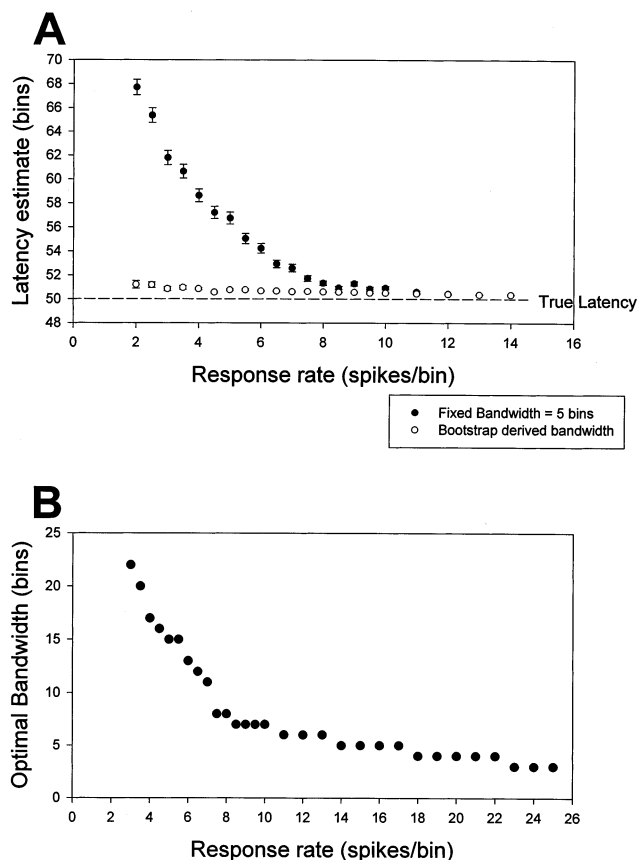 A
Latency estimate (bins)
70
68
66
64
62
60
58
56
54
52
50
48
True Latency
0 2 4 6 8 10 12 14 16
Response rate (spikes/bin)
Fixed Bandwidth = 5 bins
Bootstrap derived bandwidth
B
Optimal Bandwidth (bins)
25
20
15
10
5
0
0 2 4 6 8 10 12 14 16 18 20 22 24 26
Response rate (spikes/bin)